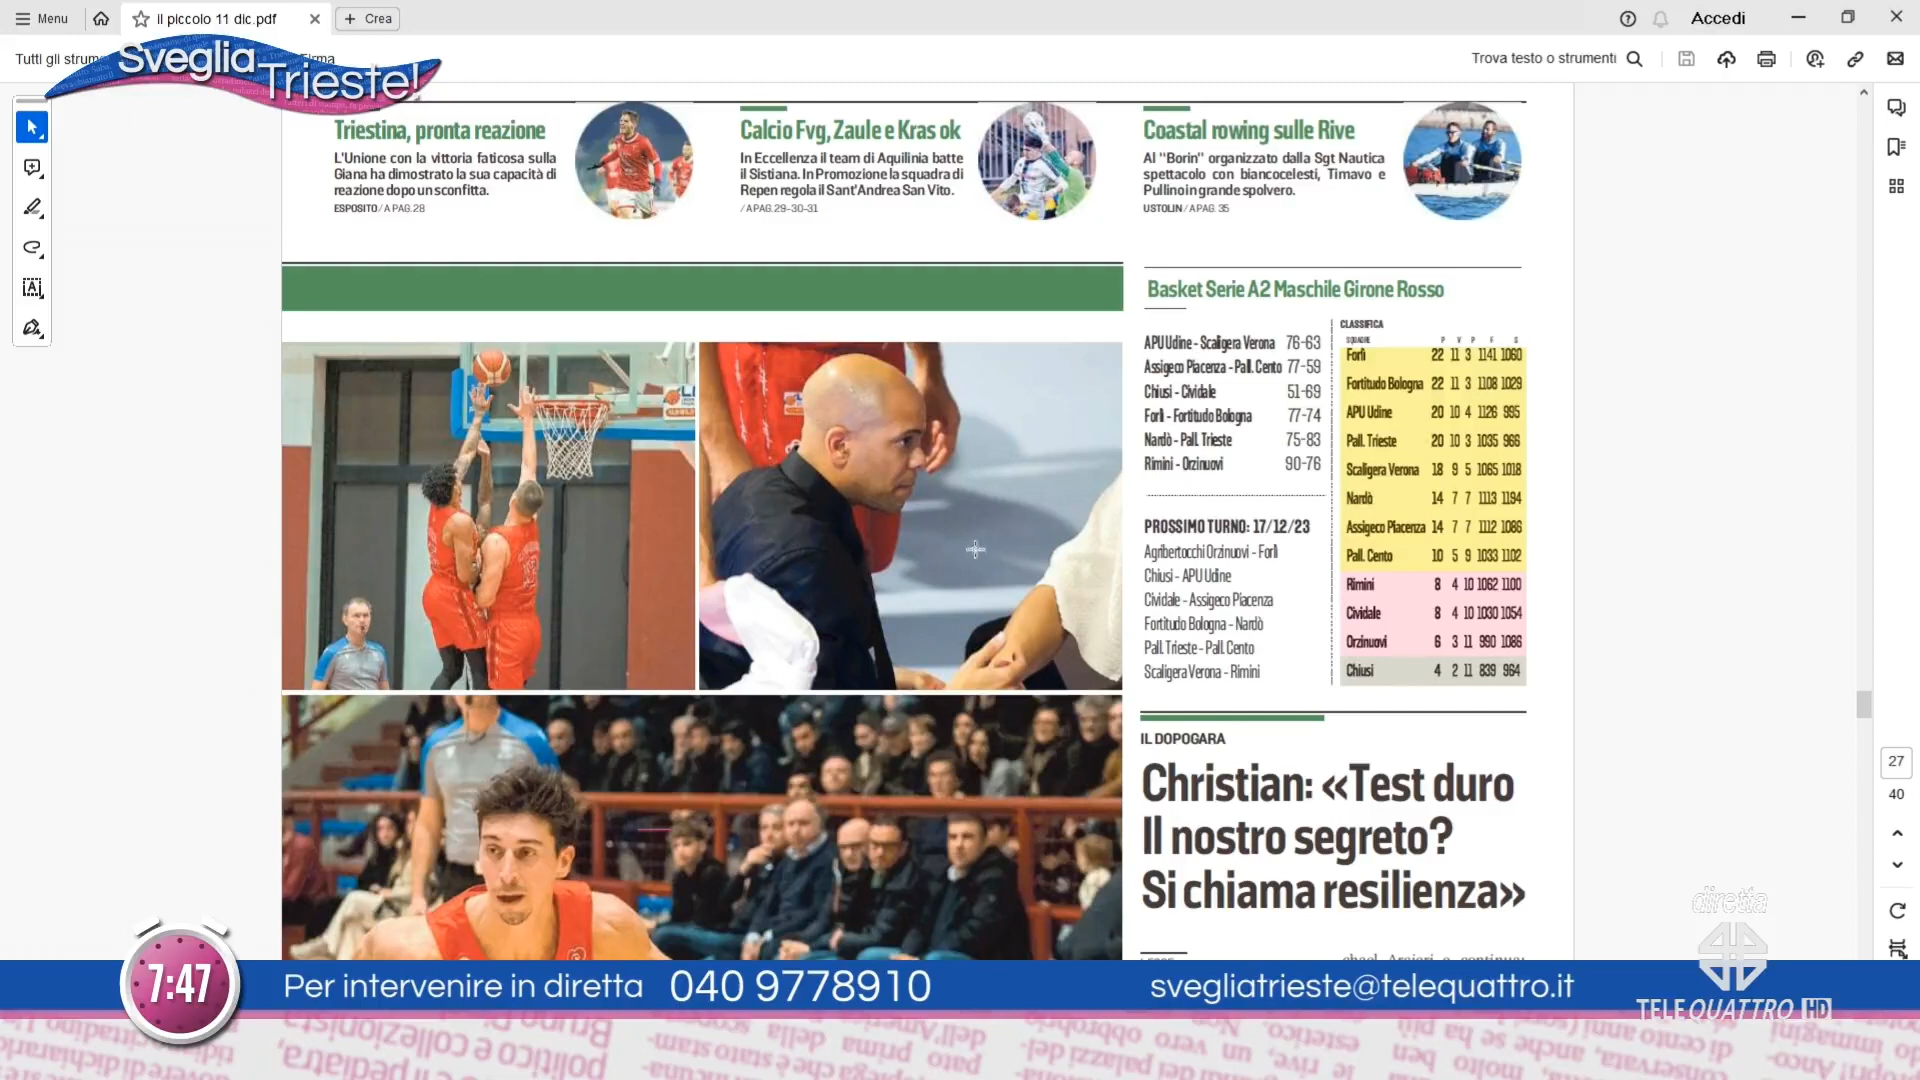 Menu
il piccolo 11 dic.pdf
Crea
Accedi
Tutti gli strume
Firma
Trova testo o strumenti
Sveglia
Trieste!
Triestina, pronta reazione
L'Unione con la vittoria faticosa sulla
Giana ha dimostrato la sua capacità di
reazione dopo un sconfitta.
ESPOSITO / A PAG. 28
Calcio Fvg, Zaule e Kras ok
In Eccellenza il team di Aquilinia batte
il Sistiana. In Promozione la squadra di
Repen regola il Sant'Andrea San Vito.
/ A PAG. 29-30-31
Coastal rowing sulle Rive
Al "Borin" organizzato dalla Sgt Nautica
spettacolo con biancocelesti, Timavo e
Pullino in grande spolvero.
USTOLIN / A PAG. 35
Basket Serie A2 Maschile Girone Rosso
APU Udine - Scaligera Verona 76-63
Assigeco Piacenza - Pall. Cento 77-59
Chiusi - Cividale 51-69
Forlì - Fortitudo Bologna 77-74
Nardò - Pall. Trieste 75-83
Rimini - Orzinuovi 90-76
PROSSIMO TURNO: 17/12/23
Agribertocchi Orzinuovi - Forlì
Chiusi - APU Udine
Cividale - Assigeco Piacenza
Fortitudo Bologna - Nardò
Pall. Trieste - Pall. Cento
Scaligera Verona - Rimini
CLASSIFICA
SQUADRE P V P F S
Forlì 22 11 3 1141 1060
Fortitudo Bologna 22 11 3 1108 1029
APU Udine 20 10 4 1126 995
Pall. Trieste 20 10 3 1035 966
Scaligera Verona 18 9 5 1065 1018
Nardò 14 7 7 1113 1194
Assigeco Piacenza 14 7 7 1112 1086
Pall. Cento 10 5 9 1033 1102
Rimini 8 4 10 1062 1100
Cividale 8 4 10 1030 1054
Orzinuovi 6 3 11 990 1086
Chiusi 4 2 11 839 964
IL DOPOGARA
Christian: «Test duro
Il nostro segreto?
Si chiama resilienza»
27
40
diretta
7:47
Per intervenire in diretta 040 9778910
svegliatrieste@telequattro.it
TELEQUATTRO HD